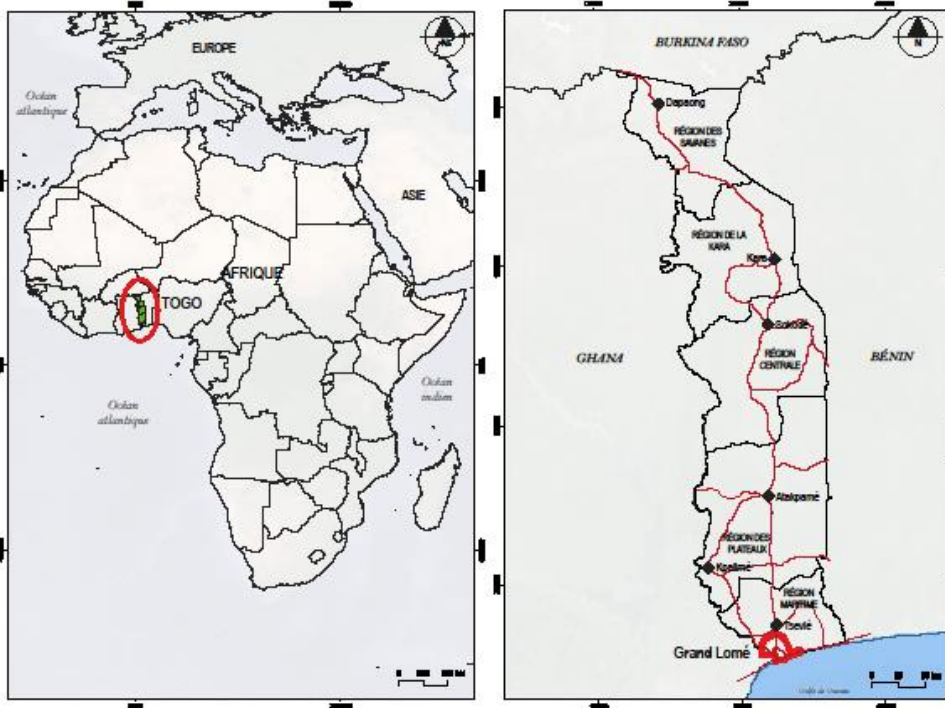 EUROPE
Océan
atlantique
ASIE
AFRIQUE
TOGO
Océan
indien
Océan
atlantique
N
BURKINA FASO
Dapaong
RÉGION DES
SAVANES
RÉGION DE LA
KARA
Kara
Sokodé
GHANA
RÉGION
CENTRALE
BÉNIN
Atakpamé
RÉGION DES
PLATEAUX
Kpalimé
RÉGION
MARITIME
Tsévié
Grand Lomé